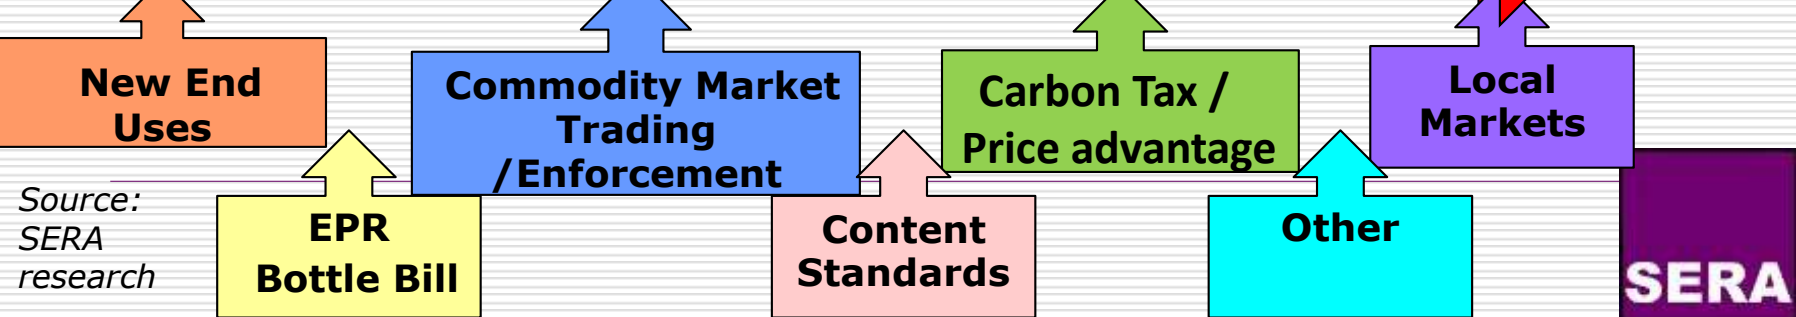 New End
Uses
Commodity Market
Trading
/Enforcement
Carbon Tax /
Price advantage
Local
Markets
Source:
SERA
research
EPR
Bottle Bill
Content
Standards
Other
SERA